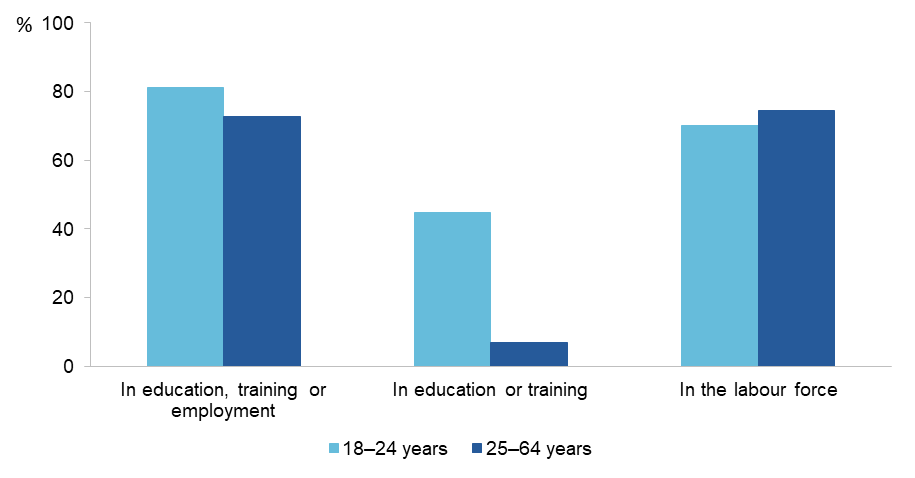 % 100
80
60
40
20
0
In education, training or
employment
In education or training
In the labour force
18–24 years
25–64 years